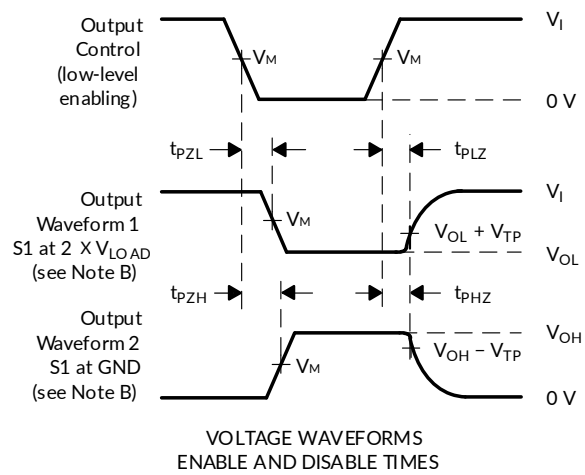 Output
Control
(low-level
enabling)
V_M
V_M
V_I
0 V
t_PZL
t_PLZ
Output
Waveform 1
S1 at 2 X V_LOAD
(see Note B)
V_M
V_I
V_OL + V_TP
V_OL
t_PZH
t_PHZ
Output
Waveform 2
S1 at GND
(see Note B)
V_M
V_OH
V_OH – V_TP
0 V
VOLTAGE WAVEFORMS
ENABLE AND DISABLE TIMES